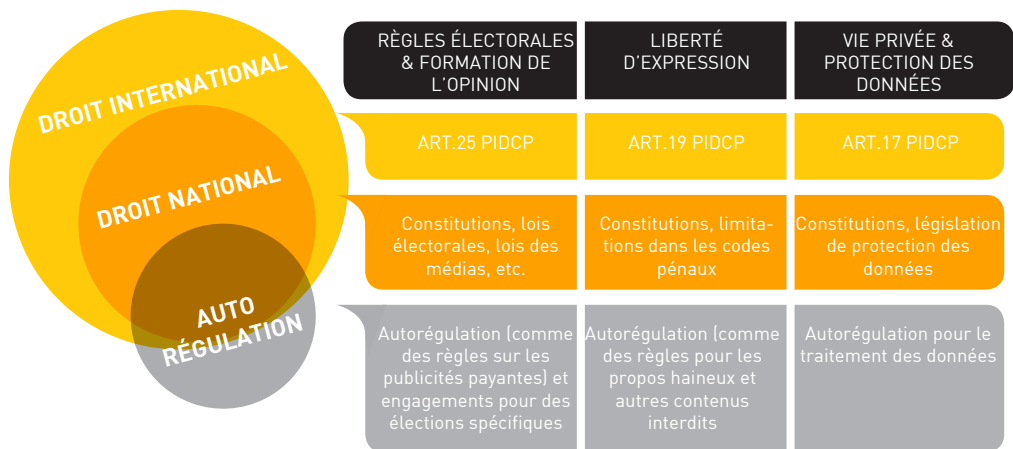 DROIT INTERNATIONAL
DROIT NATIONAL
AUTO
RÉGULATION
RÈGLES ÉLECTORALES
& FORMATION DE
L'OPINION
LIBERTÉ
D'EXPRESSION
VIE PRIVÉE &
PROTECTION DES
DONNÉES
ART.25 PIDCP
ART.19 PIDCP
ART.17 PIDCP
Constitutions, lois
électorales, lois des
médias, etc.
Constitutions, limita-
tions dans les codes
pénaux
Constitutions, législation
de protection des
données
Autorégulation (comme
des règles sur les
publicités payantes) et
engagements pour des
élections spécifiques
Autorégulation (comme
des règles pour les
propos haineux et
autres contenus
interdits
Autorégulation pour le
traitement des données